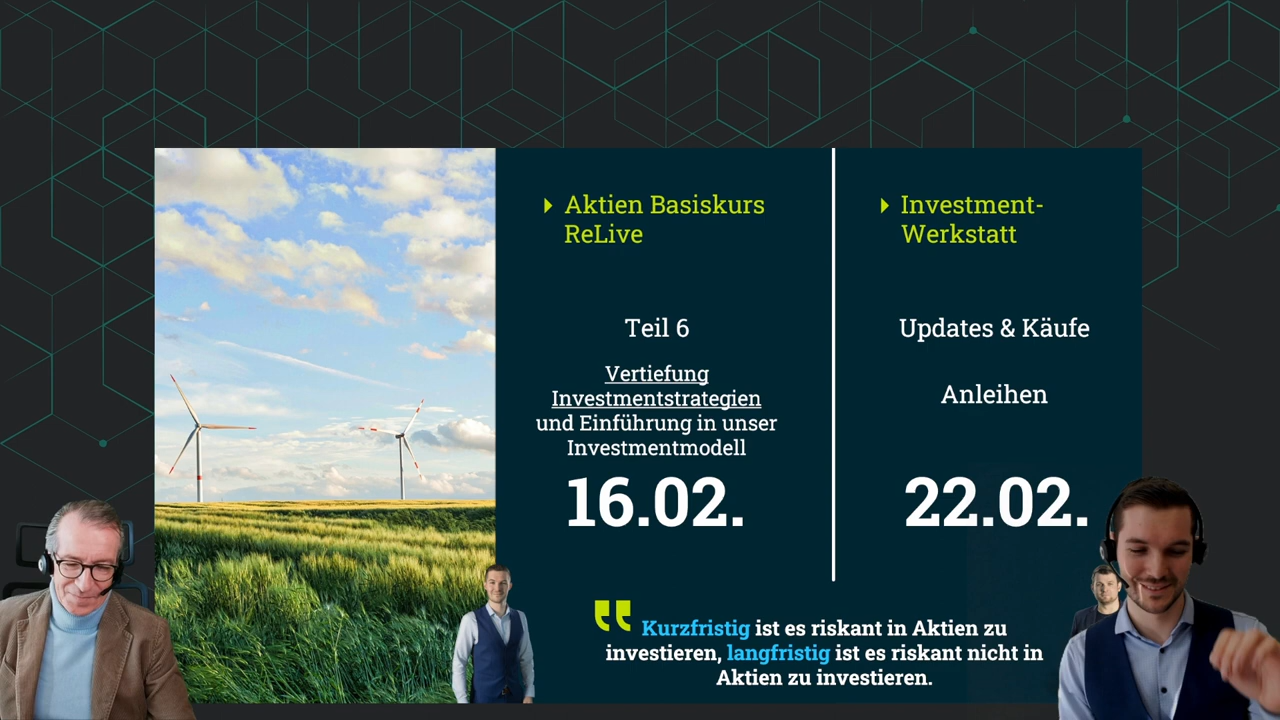 Aktien Basiskurs
ReLive
Teil 6
Vertiefung
Investmentstrategien
und Einführung in unser
Investmentmodell
16.02.
Investment-
Werkstatt
Updates & Käufe
Anleihen
22.02.
Kurzfristig ist es riskant in Aktien zu
investieren, langfristig ist es riskant nicht in
Aktien zu investieren.